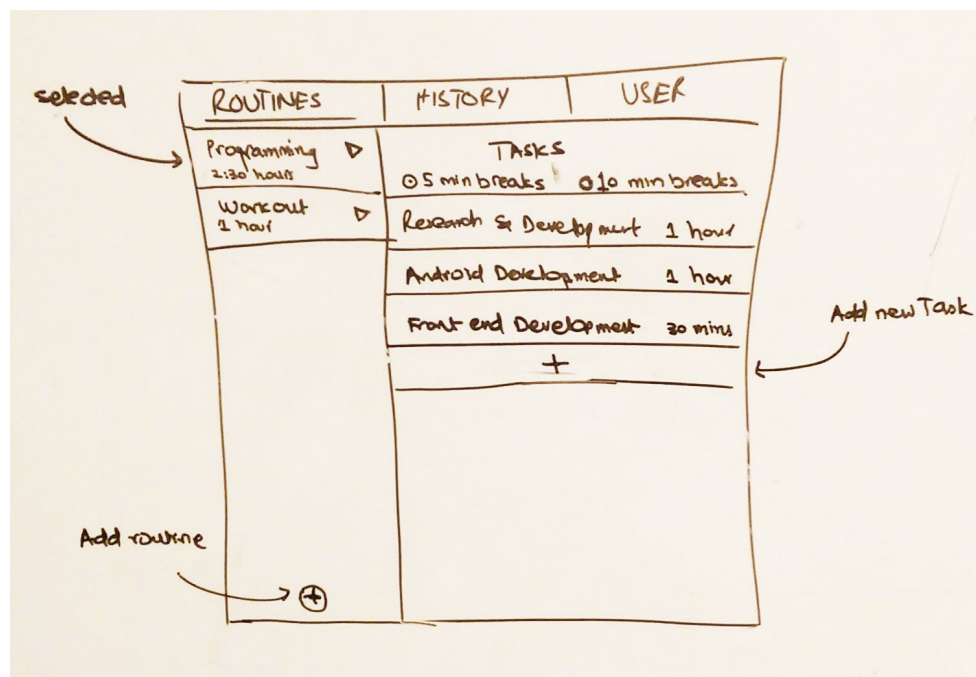 selected
ROUTINES HISTORY USER
Programming
2:30 hours
Workout
1 hour
TASKS
5 min breaks 10 min breaks
Research & Development 1 hour
Android Development 1 hour
Front end Development 30 mins
+
Add new Task
Add routine
+